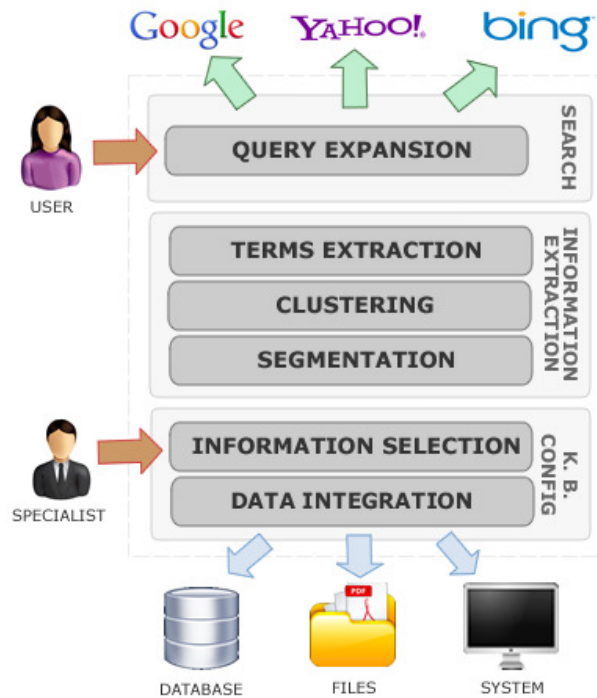 Google YAHOO! bing
SEARCH
QUERY EXPANSION
USER
INFORMATION
EXTRACTION
TERMS EXTRACTION
CLUSTERING
SEGMENTATION
K. B.
CONFIG
INFORMATION SELECTION
DATA INTEGRATION
SPECIALIST
PDF
DATABASE FILES SYSTEM